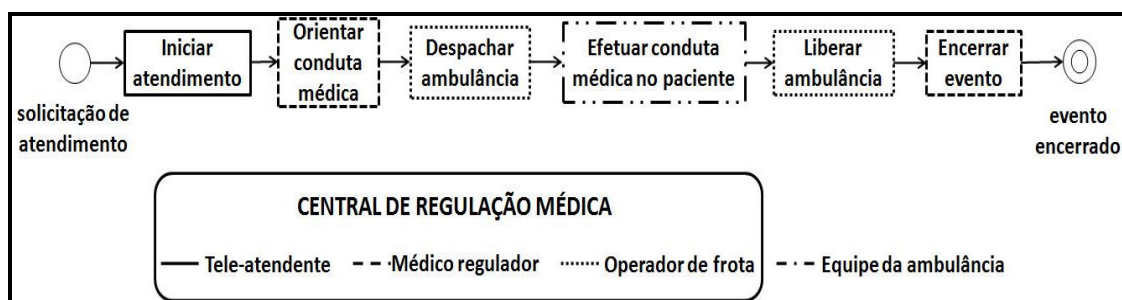 solicitação de
atendimento
Iniciar
atendimento
Orientar
conduta
médica
Despachar
ambulância
Efetuar conduta
médica no paciente
Liberar
ambulância
Encerrar
evento
evento
encerrado
CENTRAL DE REGULAÇÃO MÉDICA
Tele-atendente Médico regulador Operador de frota Equipe da ambulância